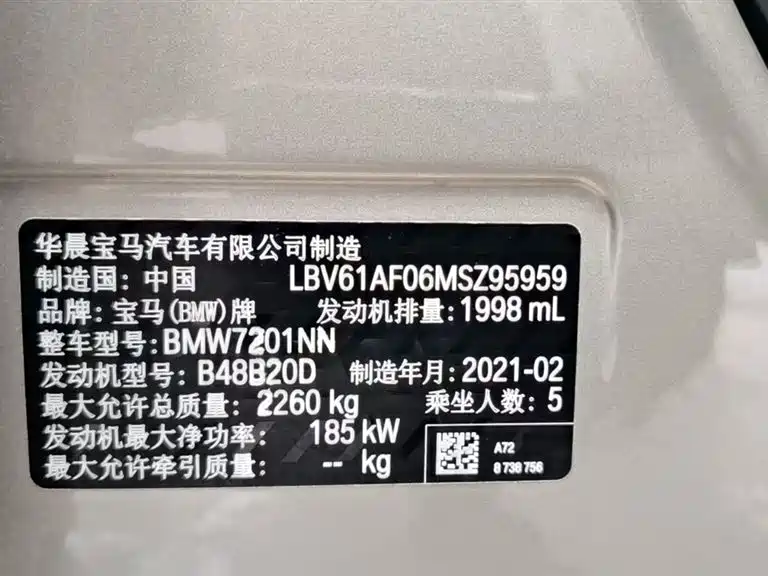 华晨宝马汽车有限公司制造
制造国：中国 LBV61AF06MSZ95959
品牌：宝马(BMW)牌 发动机排量：1998 mL
整车型号：BMW7201NN
发动机型号：B48B20D 制造年月：2021-02
最大允许总质量：2260 kg 乘坐人数：5
发动机最大净功率：185 kW
最大允许牵引质量：-- kg
A72
8 738 756